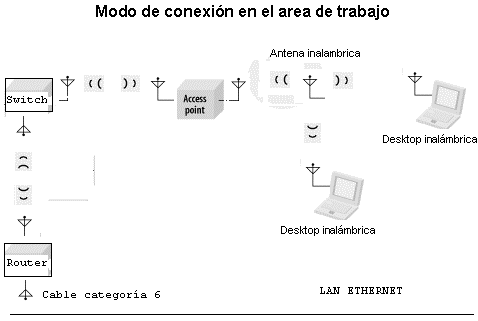 Modo de conexión en el area de trabajo
Antena inalambrica
Switch
Access
point
Desktop inalámbrica
Desktop inalámbrica
Router
Cable categoría 6
LAN ETHERNET